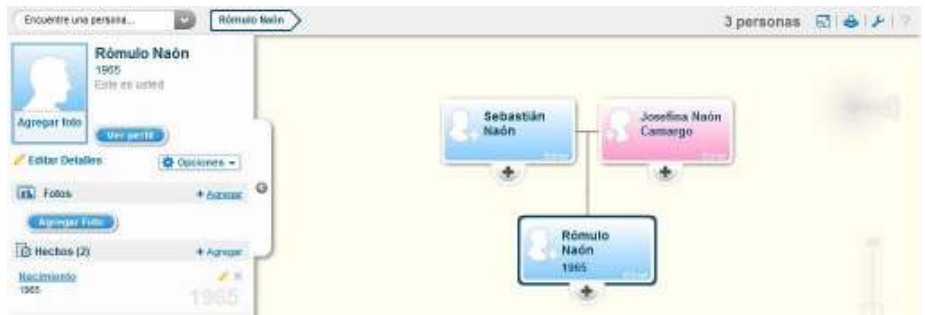 Encuentre una persona...
Rómulo Naón
3 personas
?
Rómulo Naón
1965
Este es usted
Agregar foto
Ver perfil
Editar Detalles
Opciones
Fotos
+ Agregar
Agregar Foto
Hechos (2)
+ Agregar
Nacimiento
1965
1965
Sebastián
Naón
Josefina Naón
Camargo
Rómulo
Naón
1965